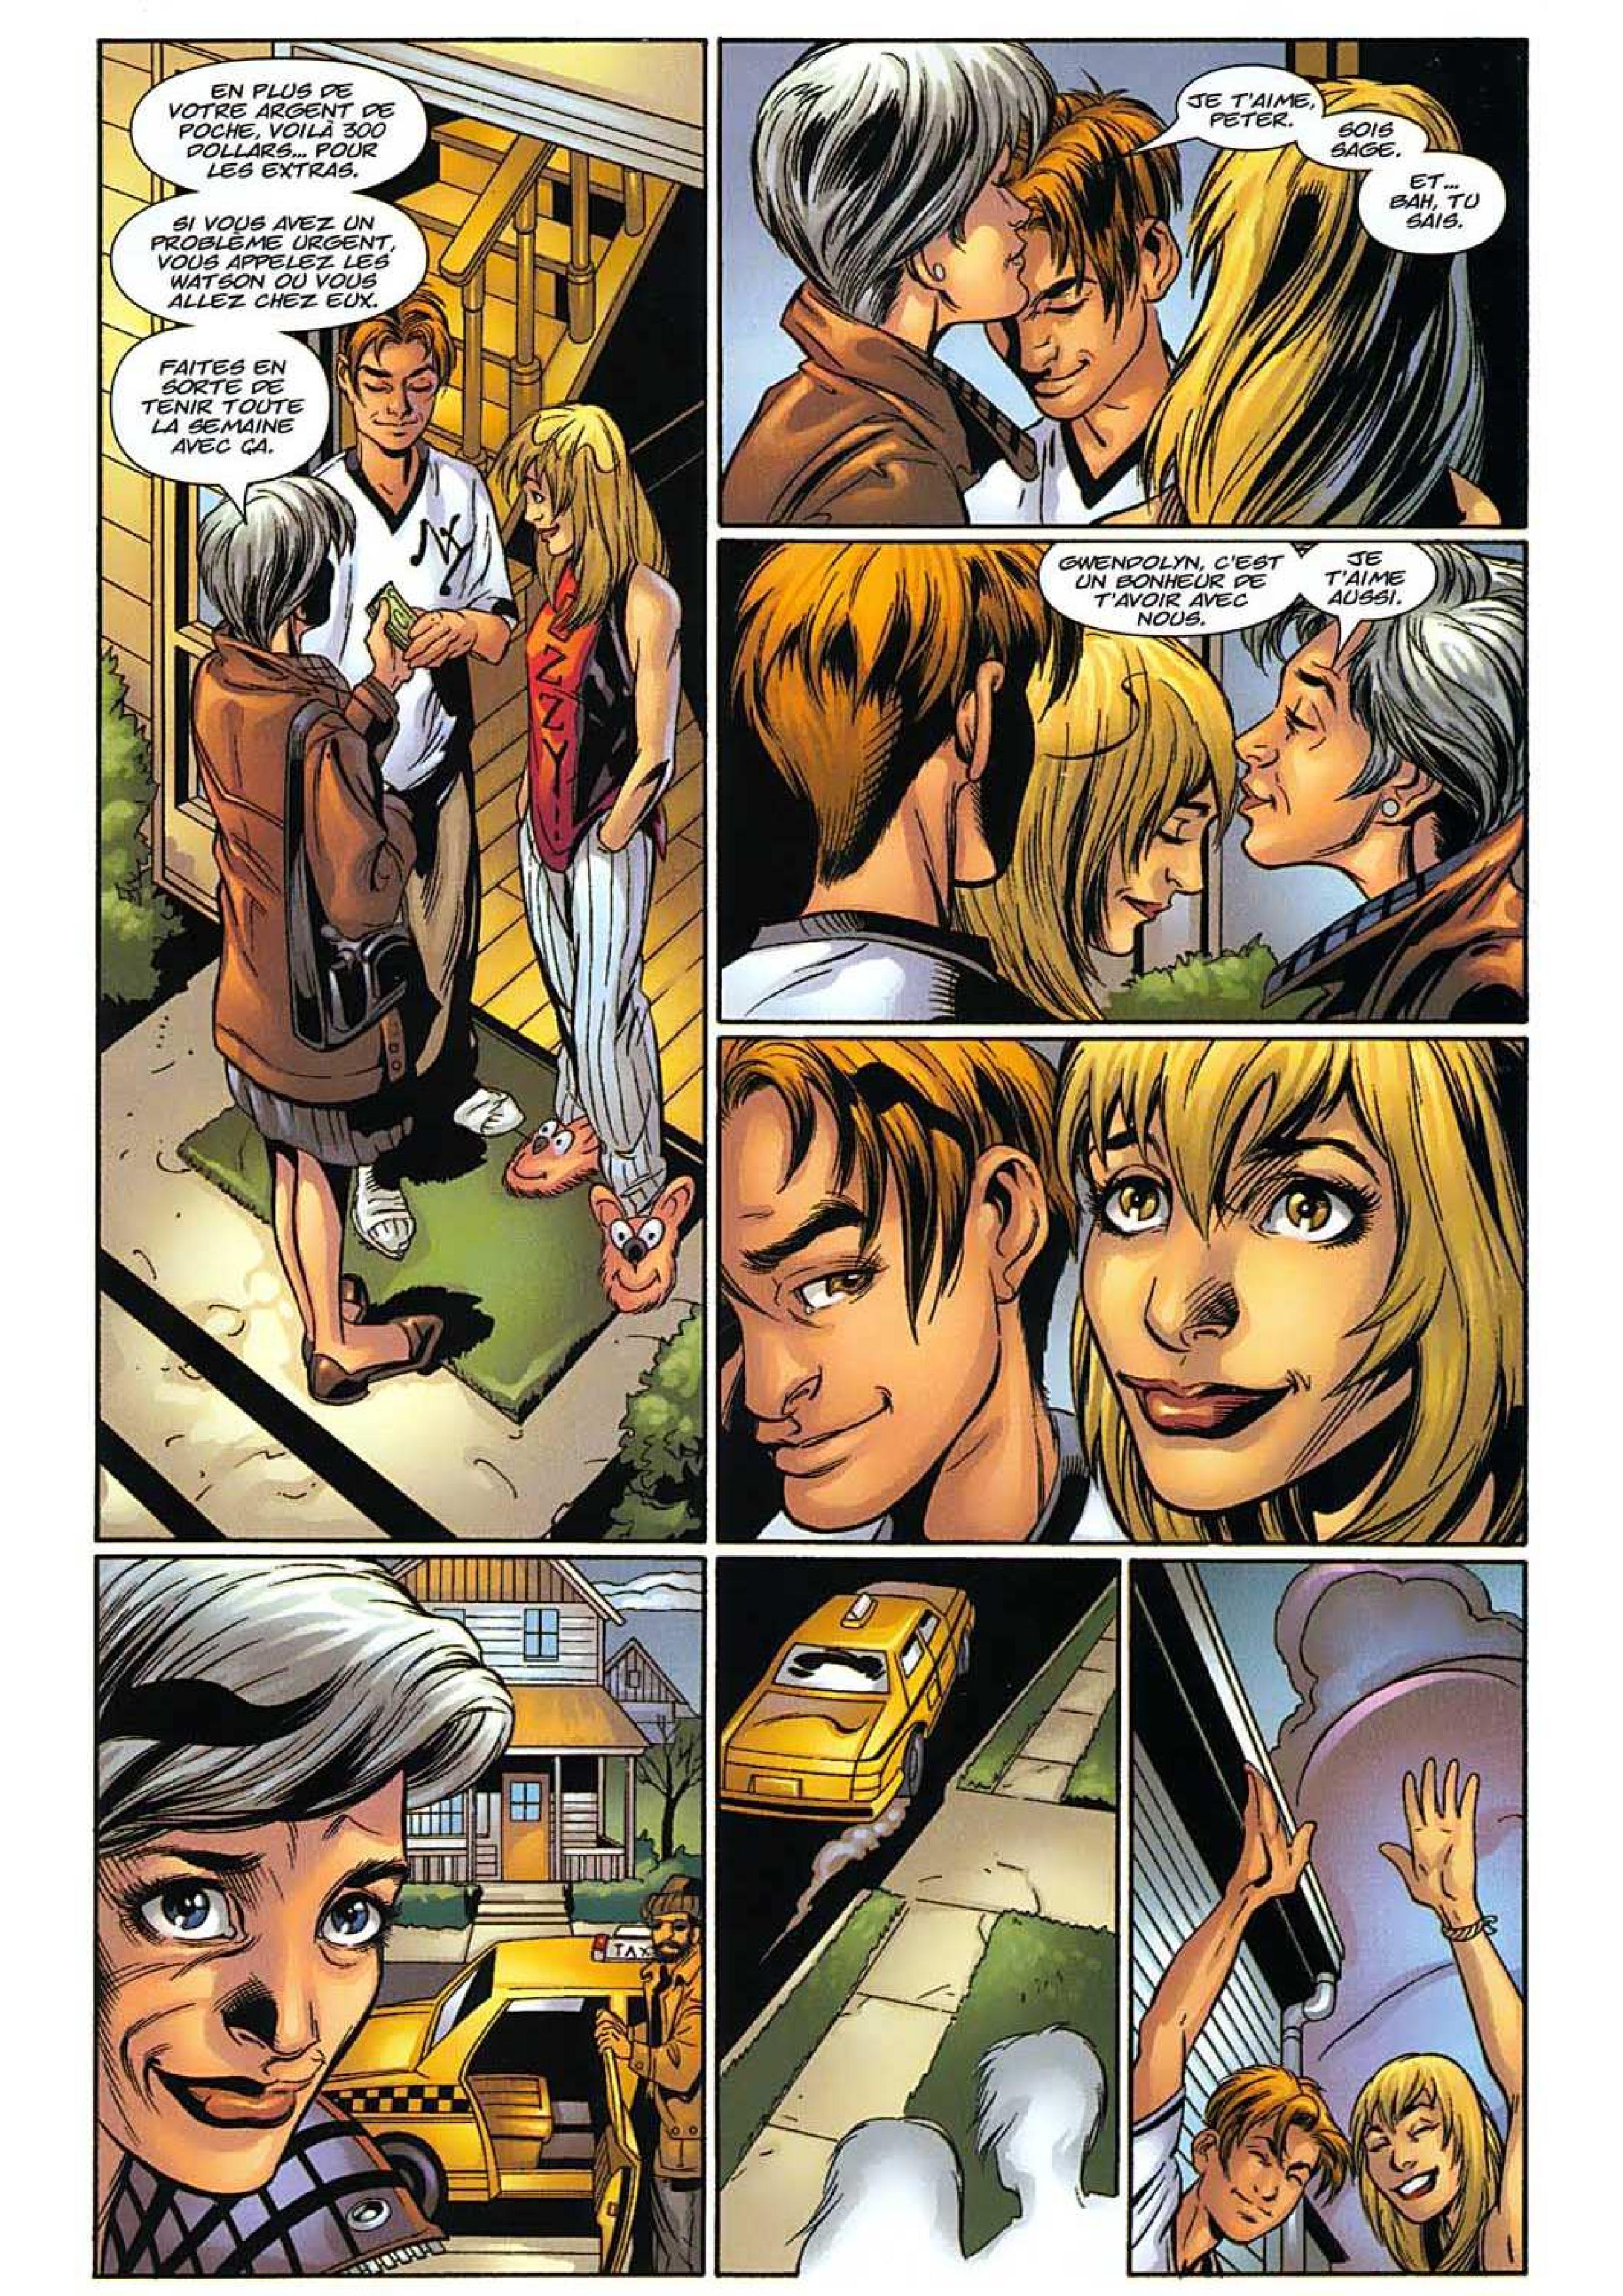 EN PLUS DE
VOTRE ARGENT DE
POCHE, VOILÀ 300
DOLLARS... POUR
LES EXTRAS.
SI VOUS AVEZ UN
PROBLÈME URGENT,
VOUS APPELEZ LES
WATSON OU VOUS
ALLEZ CHEZ EUX.
FAITES EN
SORTE DE
TENIR TOUTE
LA SEMAINE
AVEC ÇA.
NY
ZZZY
JE T'AIME,
PETER.
SOIS
SAGE.
ET...
BAH, TU
SAIS.
GWENDOLYN, C'EST
UN BONHEUR DE
T'AVOIR AVEC
NOUS.
JE
T'AIME
AUSSI.
TAXI